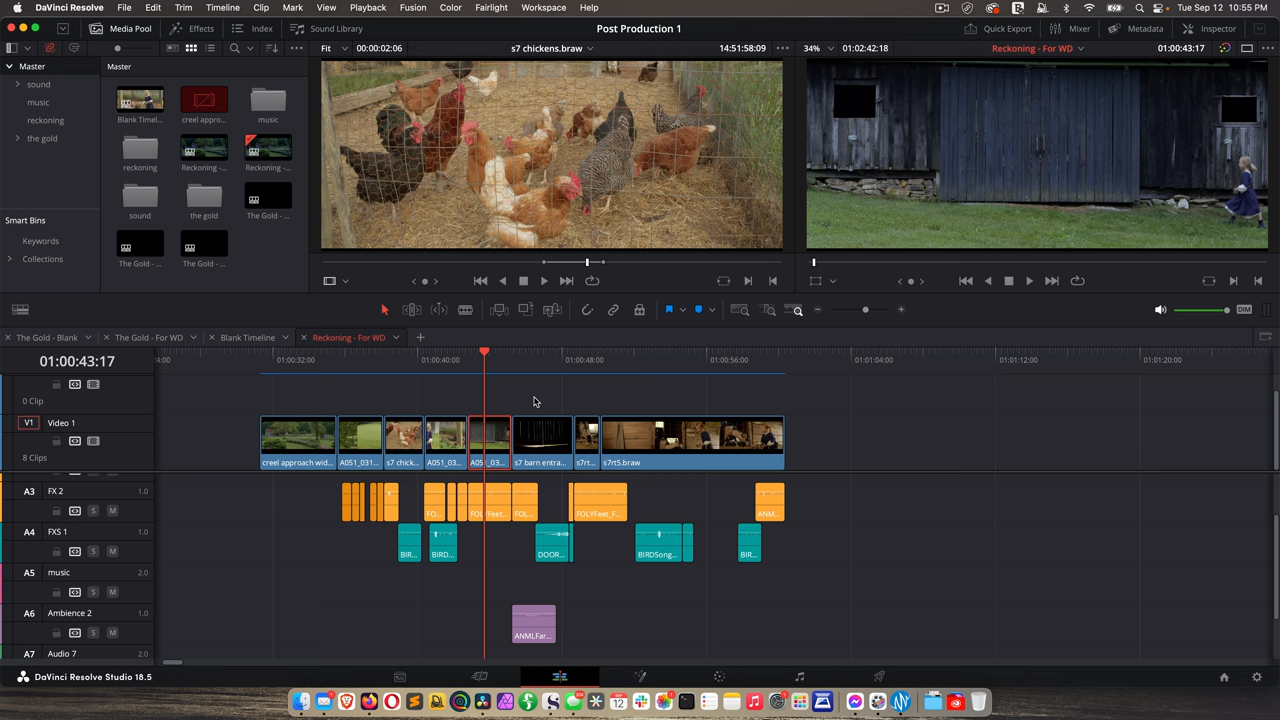 DaVinci Resolve File Edit Trim Timeline Clip Mark View Playback Fusion Color Fairlight Workspace Help Tue Sep 12 10:55 PM
Media Pool Effects Index Sound Library Post Production 1 Quick Export Mixer Metadata Inspector
Fit 00:00:02:06 s7 chickens.braw 14:51:58:09 34% 01:02:42:18 Reckoning - For WD 01:00:43:17
Master Master
sound
music
reckoning
the gold
Blank Timel... creel appro... music
reckoning Reckoning -... Reckoning -...
sound the gold The Gold - ...
The Gold - ... The Gold - ...
Smart Bins
Keywords
Collections
DIM
The Gold - Blank The Gold - For WD Blank Timeline Reckoning - For WD
01:00:43:17
01:00:32:00 01:00:40:00 01:00:48:00 01:00:56:00 01:01:04:00 01:01:12:00 01:01:20:00
0 Clip
V1 Video 1
8 Clips
creel approach wid... A051_031... s7 chick... A051_03... A051_03... s7 barn entra... s7rt... s7rt5.braw
A3 FX 2 1.0
S M
FO... FOLYFeet... FOL... FOLYFeet_F... ANM...
A4 FXS 1 1.0
S M
BIR... BIRD... DOOR... BIRDSong... BIR...
A5 music 2.0
S M
A6 Ambience 2 1.0
S M
ANMLFar...
A7 Audio 7 2.0
DaVinci Resolve Studio 18.5